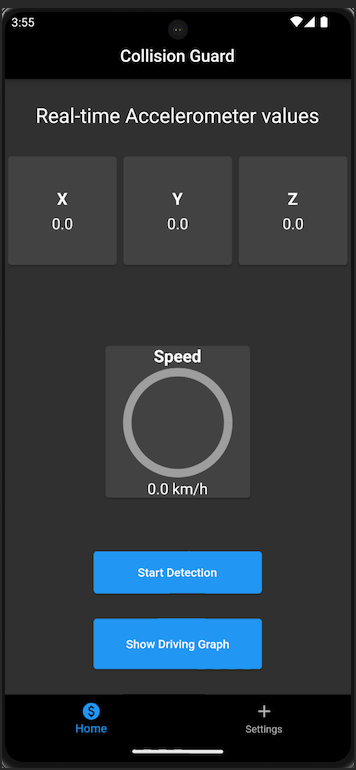 3:55
Collision Guard
Real-time Accelerometer values
X Y Z
0.0 0.0 0.0
Speed
0.0 km/h
Start Detection
Show Driving Graph
$
Home Settings